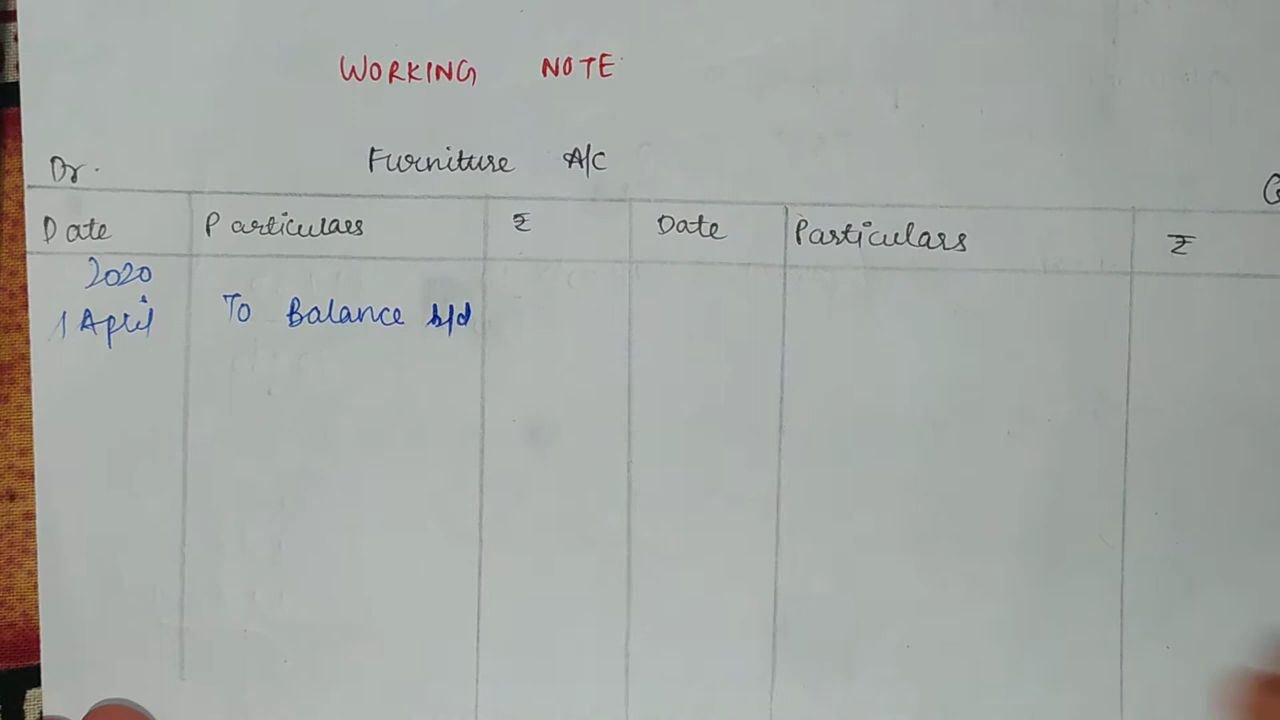 WORKING NOTE
Dr. Furniture A/C
Date Particulars ₹ Date Particulars ₹
2020
1 April To Balance b/d